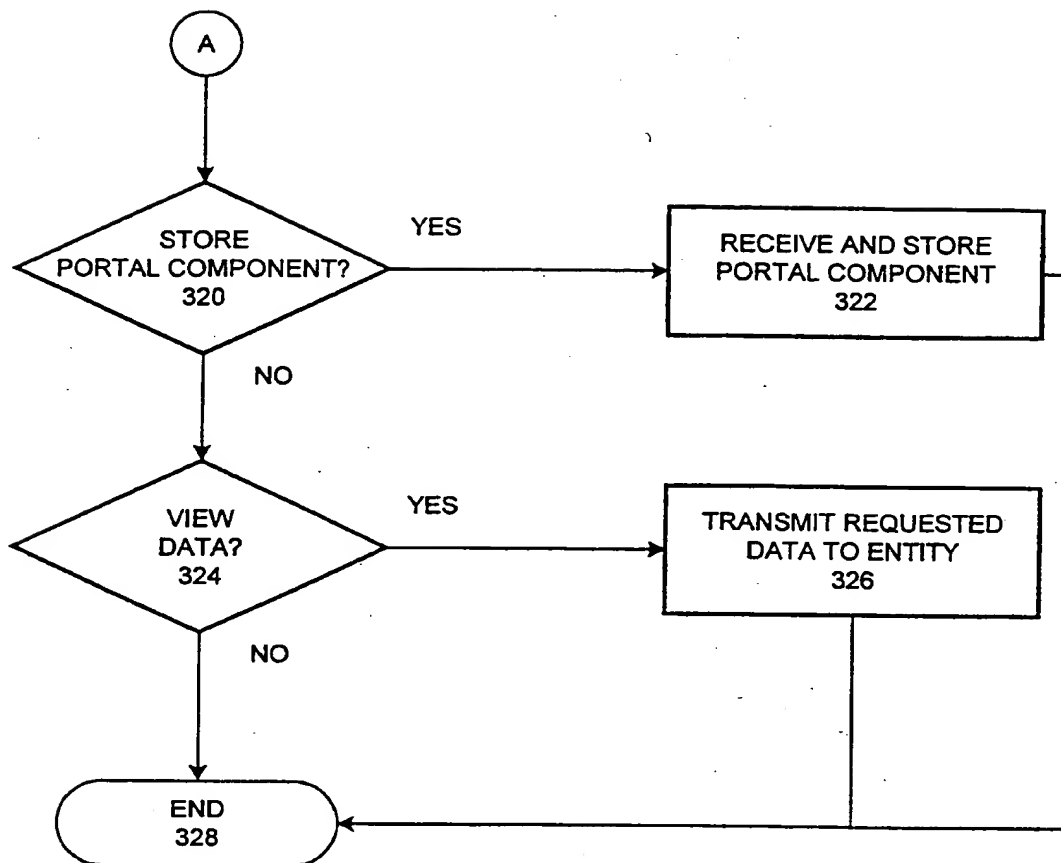 A
STORE
PORTAL COMPONENT?
320
YES
RECEIVE AND STORE
PORTAL COMPONENT
322
NO
VIEW
DATA?
324
YES
TRANSMIT REQUESTED
DATA TO ENTITY
326
NO
END
328